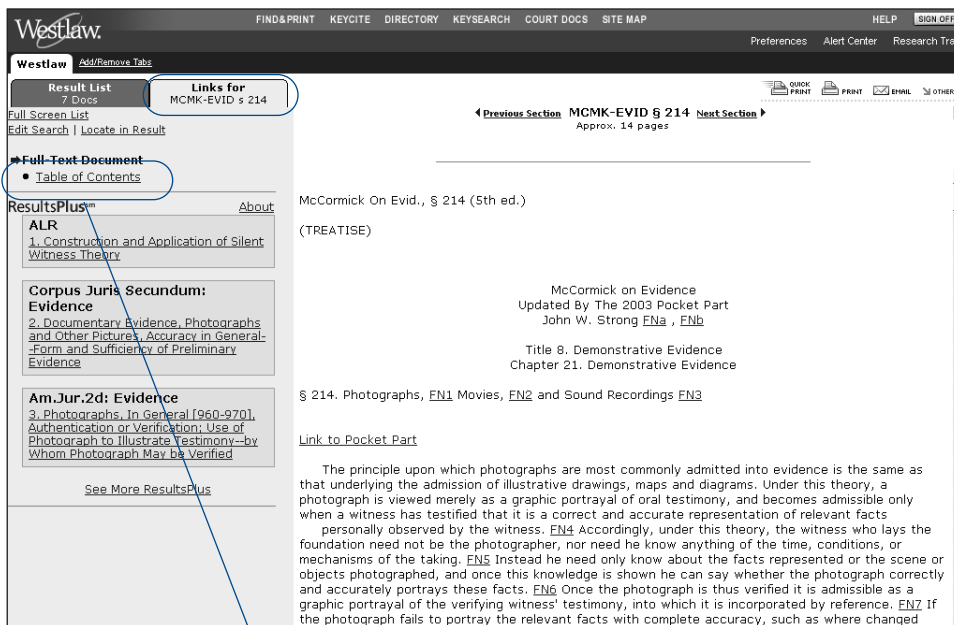 Westlaw.
FIND&PRINT KEYCITE DIRECTORY KEYSEARCH COURT DOCS SITE MAP
HELP SIGN OFF
Preferences Alert Center Research Tra
Westlaw Add/Remove Tabs
Result List
7 Docs
Links for
MCMK-EVID s 214
Full Screen List
Edit Search | Locate in Result
Full-Text Document
• Table of Contents
ResultsPlus℠ About
ALR
1. Construction and Application of Silent
Witness Theory
Corpus Juris Secundum:
Evidence
2. Documentary Evidence, Photographs
and Other Pictures, Accuracy in General-
-Form and Sufficiency of Preliminary
Evidence
Am.Jur.2d: Evidence
3. Photographs, In General [960-970],
Authentication or Verification; Use of
Photograph to Illustrate Testimony--by
Whom Photograph May be Verified
See More ResultsPlus
QUICK PRINT PRINT EMAIL OTHER
Previous Section MCMK-EVID § 214 Next Section
Approx. 14 pages
McCormick On Evid., § 214 (5th ed.)
(TREATISE)
McCormick on Evidence
Updated By The 2003 Pocket Part
John W. Strong FNa , FNb
Title 8. Demonstrative Evidence
Chapter 21. Demonstrative Evidence
§ 214. Photographs, FN1 Movies, FN2 and Sound Recordings FN3
Link to Pocket Part
The principle upon which photographs are most commonly admitted into evidence is the same as
that underlying the admission of illustrative drawings, maps and diagrams. Under this theory, a
photograph is viewed merely as a graphic portrayal of oral testimony, and becomes admissible only
when a witness has testified that it is a correct and accurate representation of relevant facts
personally observed by the witness. FN4 Accordingly, under this theory, the witness who lays the
foundation need not be the photographer, nor need he know anything of the time, conditions, or
mechanisms of the taking. FN5 Instead he need only know about the facts represented or the scene or
objects photographed, and once this knowledge is shown he can say whether the photograph correctly
and accurately portrays these facts. FN6 Once the photograph is thus verified it is admissible as a
graphic portrayal of the verifying witness' testimony, into which it is incorporated by reference. FN7 If
the photograph fails to portray the relevant facts with complete accuracy, such as where changed